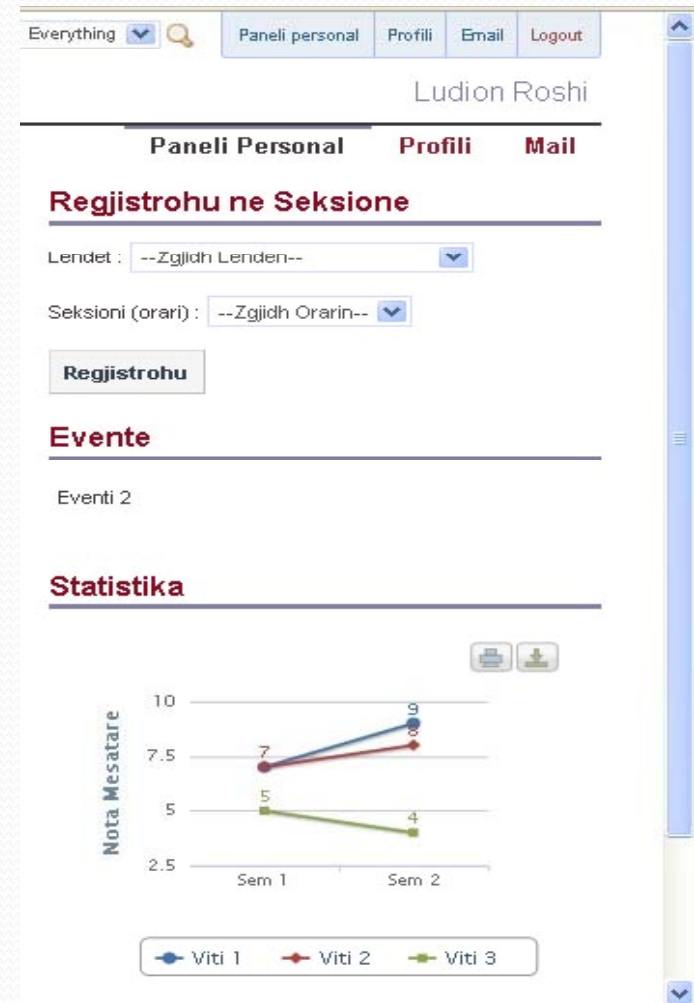 Everything Paneli personal Profili Email Logout
Ludion Roshi
Paneli Personal Profili Mail
Regjistrohu ne Seksione
Lendet : --Zgjidh Lenden--
Seksioni (orari) : --Zgjidh Orarin--
Regjistrohu
Evente
Eventi 2
Statistika
Nota Mesatare
10
7.5
5
2.5
7
9
8
5
4
Sem 1 Sem 2
Viti 1 Viti 2 Viti 3